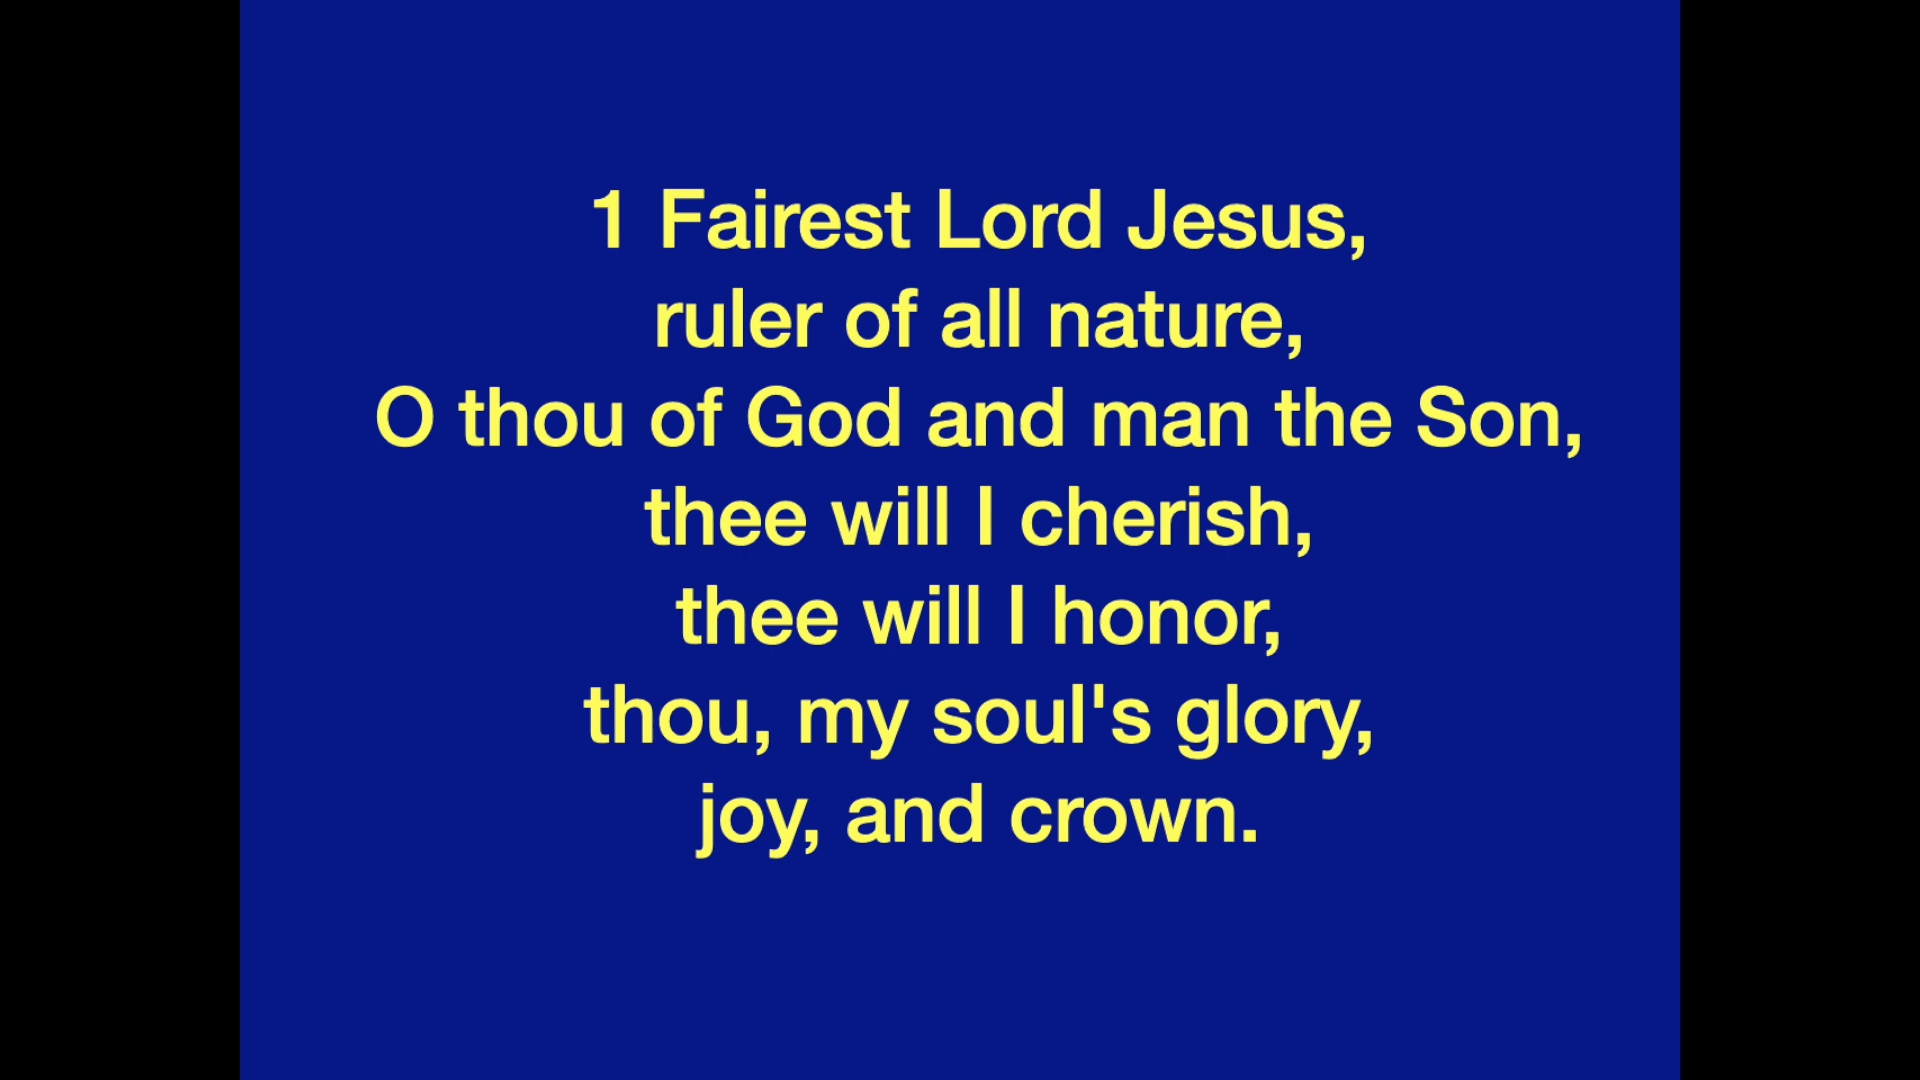 1 Fairest Lord Jesus,
ruler of all nature,
O thou of God and man the Son,
thee will I cherish,
thee will I honor,
thou, my soul's glory,
joy, and crown.